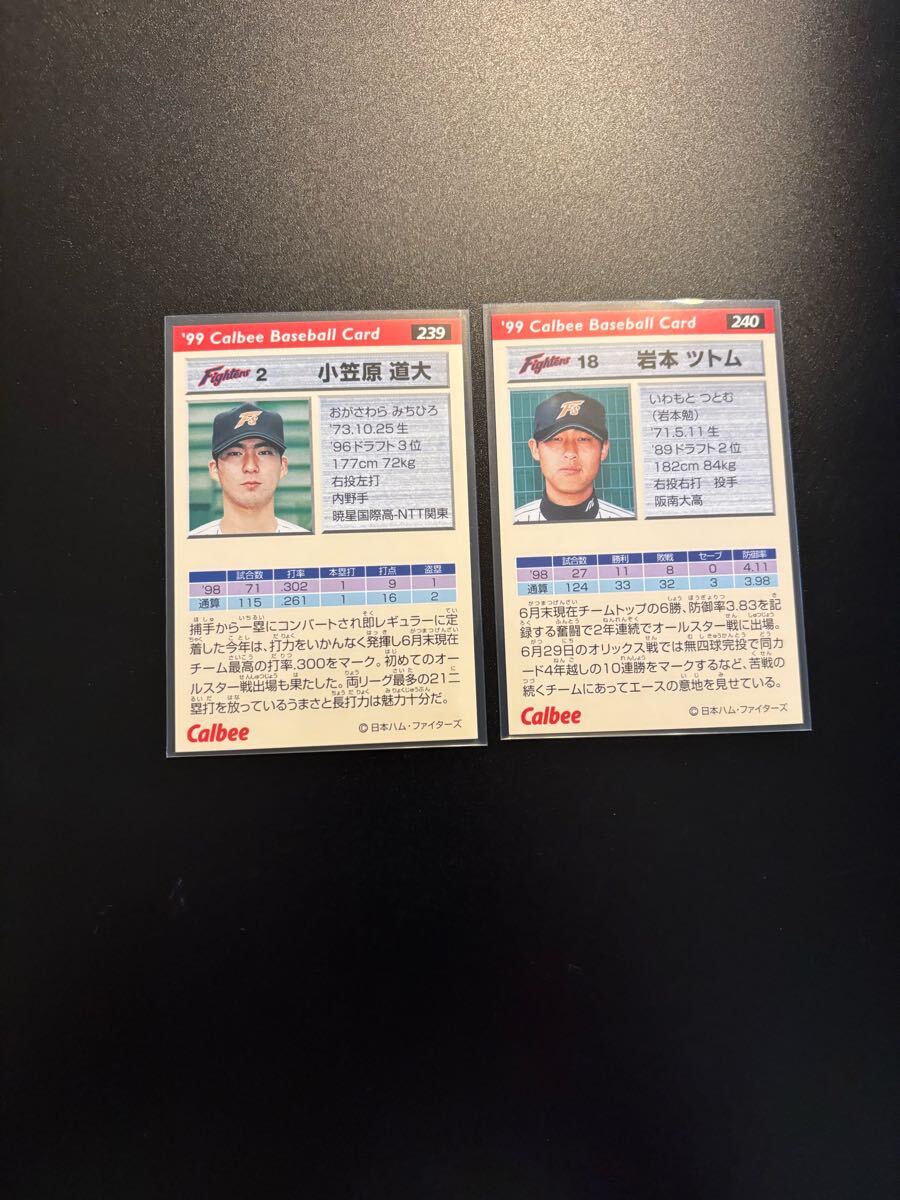 '99 Calbee Baseball Card 239
Fighters 2 小笠原 道大
F's
おがさわら みちひろ
'73.10.25生
'96ドラフト3位
177cm 72kg
右投左打
内野手
暁星国際高-NTT関東
試合数 打率 本塁打 打点 盗塁
'98 71 .302 1 9 1
通算 115 .261 1 16 2
捕手から一塁にコンバートされ即レギュラーに定
着した今年は、打力をいかんなく発揮し6月末現在
チーム最高の打率.300をマーク。初めてのオール
スター戦出場も果たした。両リーグ最多の21二
塁打を放っているうまさと長打力は魅力十分だ。
Calbee
©日本ハム・ファイターズ
'99 Calbee Baseball Card 240
Fighters 18 岩本 ツトム
F's
いわもと つとむ
(岩本勉)
'71.5.11生
'89ドラフト2位
182cm 84kg
右投右打 投手
阪南大高
試合数 勝利 敗戦 セーブ 防御率
'98 27 11 8 0 4.11
通算 124 33 32 3 3.98
6月末現在チームトップの6勝、防御率3.83を記
録する奮闘で2年連続でオールスター戦に出場。
6月29日のオリックス戦では無四球完投で同カ
ード4年越しの10連勝をマークするなど、苦戦の
続くチームにあってエースの意地を見せている。
Calbee
©日本ハム・ファイターズ